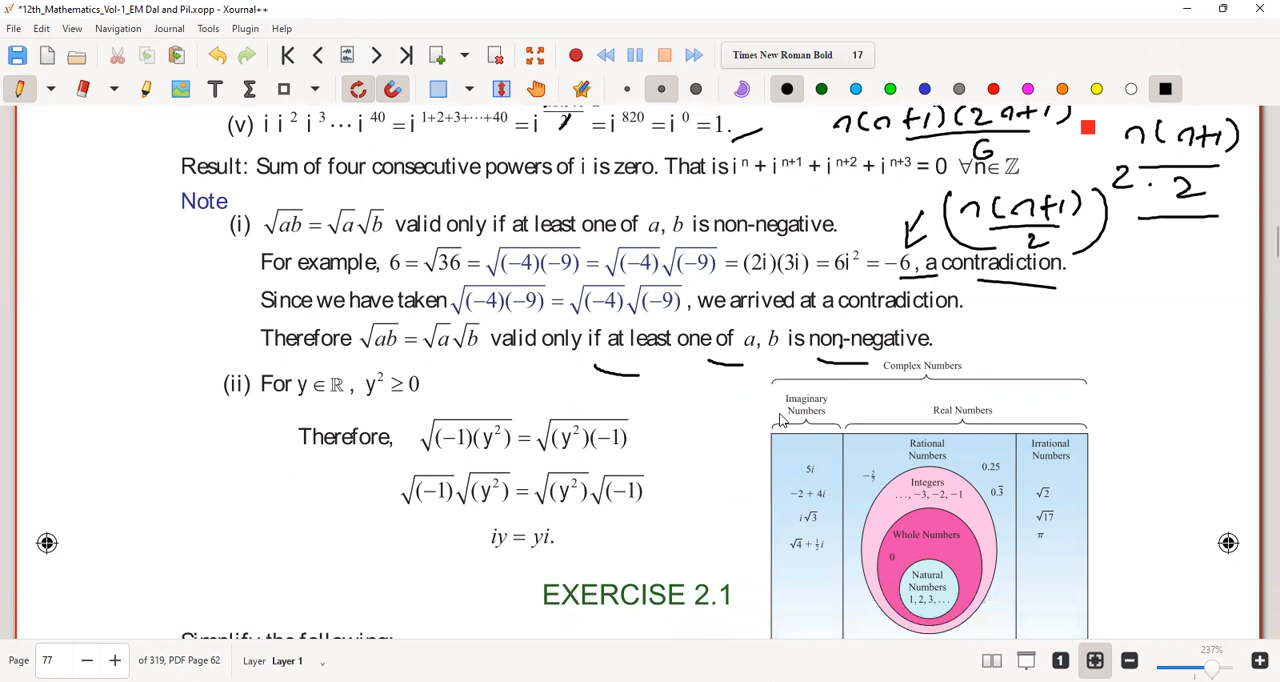 *12th_Mathematics_Vol-1_EM Dal and Pil.xopp - Xournal++
File Edit View Navigation Journal Tools Plugin Help
Times New Roman Bold 17
(v) i i² i³ ⋯ i⁴⁰ = i^{1+2+3+⋯+40} = i = i^{820} = i⁰ = 1.
n(n+1)(2n+1)
6
n(n+1)
2 · 2
Result: Sum of four consecutive powers of i is zero. That is iⁿ + iⁿ⁺¹ + iⁿ⁺² + iⁿ⁺³ = 0 ∀n∈ ℤ
Note
(n(n+1)/2)
(i) √ab = √a√b valid only if at least one of a, b is non-negative.
For example, 6 = √36 = √(−4)(−9) = √(−4)√(−9) = (2i)(3i) = 6i² = −6, a contradiction.
Since we have taken √(−4)(−9) = √(−4)√(−9), we arrived at a contradiction.
Therefore √ab = √a√b valid only if at least one of a, b is non-negative.
(ii) For y ∈ ℝ, y² ≥ 0
Therefore, √(−1)(y²) = √(y²)(−1)
√(−1)√(y²) = √(y²)√(−1)
iy = yi.
Complex Numbers
Imaginary Numbers
Real Numbers
5i
−2 + 4i
i√3
√4 + ½i
Rational Numbers
−2/7
0.25
0.3̅
Integers
…, −3, −2, −1
Whole Numbers
0
Natural Numbers
1, 2, 3, …
Irrational Numbers
√2
√17
π
EXERCISE 2.1
Simplify the following:
Page 77 of 319, PDF Page 62 Layer Layer 1 1 237%